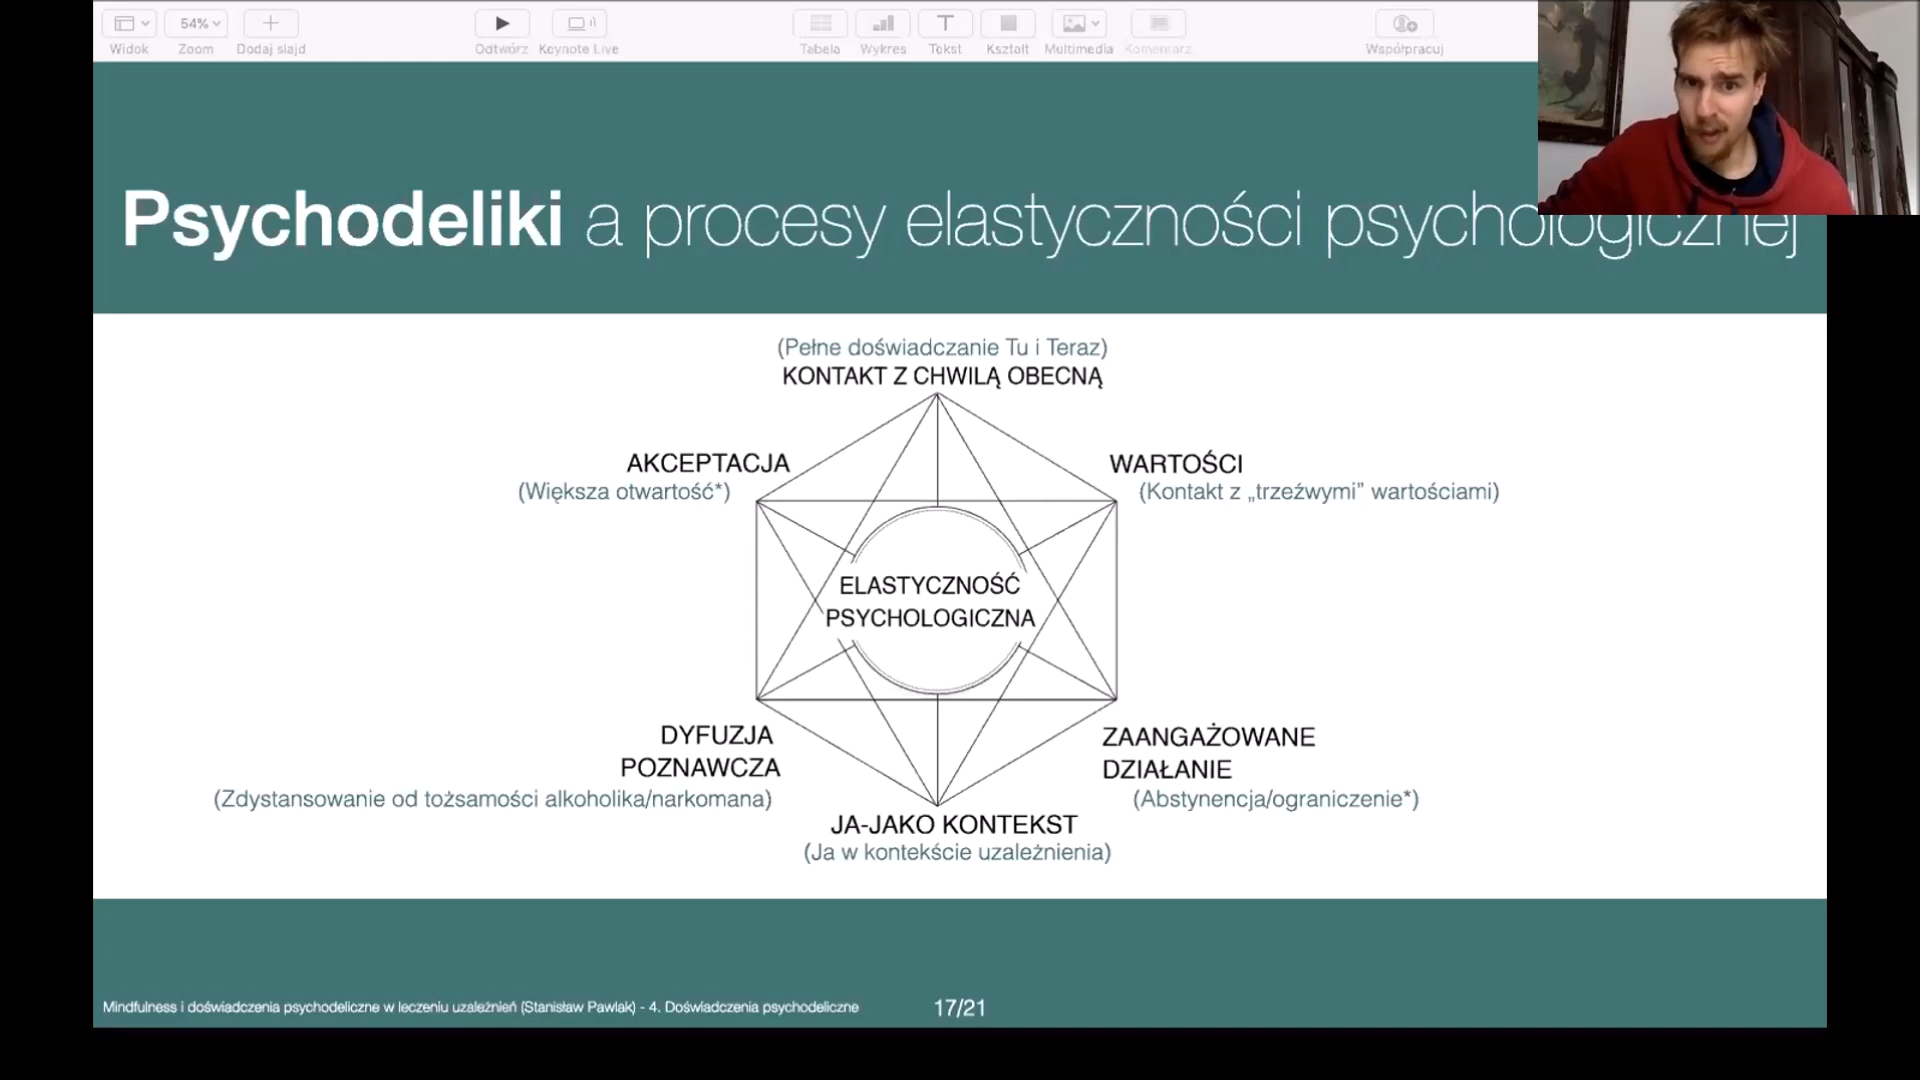 54%
Widok
Zoom
Dodaj slajd
Odtwórz
Keynote Live
Tabela
Wykres
T
Tekst
Kształt
Multimedia
Komentarz
Współpracuj
Psychodeliki a procesy elastyczności psychologicznej
(Pełne doświadczanie Tu i Teraz)
KONTAKT Z CHWILĄ OBECNĄ
AKCEPTACJA
(Większa otwartość*)
WARTOŚCI
(Kontakt z „trzeźwymi” wartościami)
ELASTYCZNOŚĆ
PSYCHOLOGICZNA
DYFUZJA
POZNAWCZA
(Zdystansowanie od tożsamości alkoholika/narkomana)
ZAANGAŻOWANE
DZIAŁANIE
(Abstynencja/ograniczenie*)
JA-JAKO KONTEKST
(Ja w kontekście uzależnienia)
Mindfulness i doświadczenia psychodeliczne w leczeniu uzależnień (Stanisław Pawlak) - 4. Doświadczenia psychodeliczne
17/21